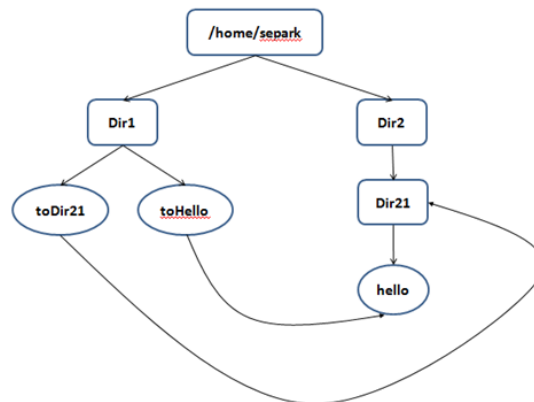 /home/separk
Dir1
Dir2
toDir21
toHello
Dir21
hello